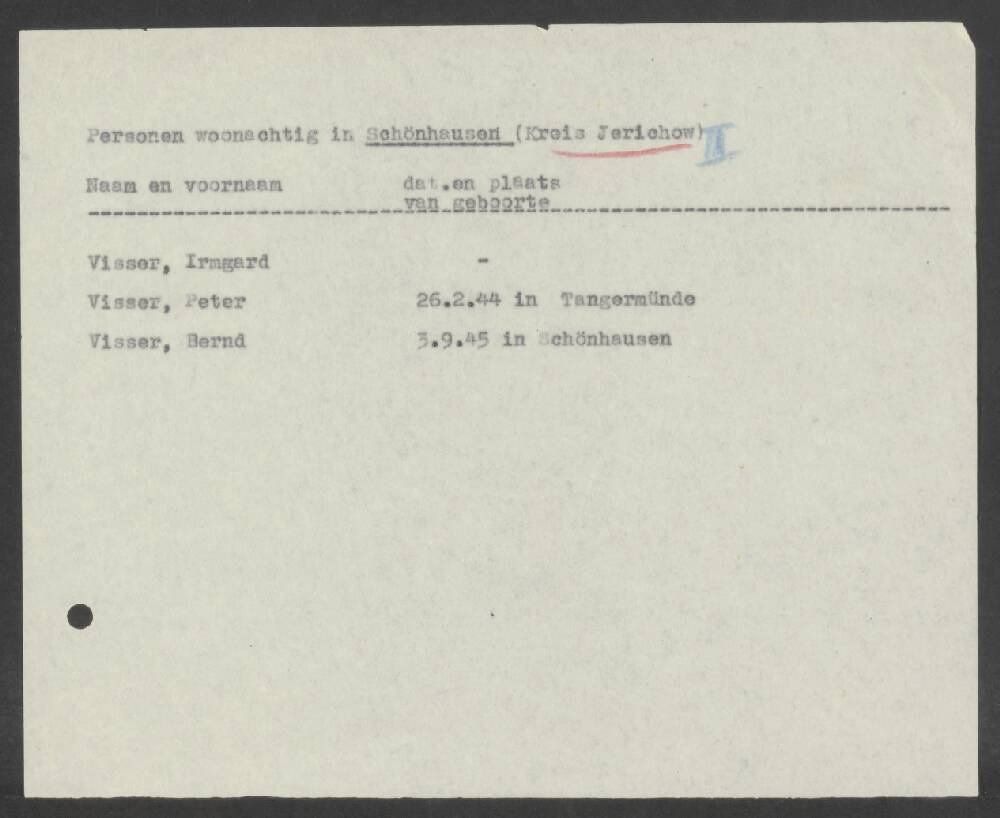 Personen woonachtig in Schönhausen (Kreis Jerichow) II
Naam en voornaam dat.en plaats
van geboorte
Visser, Irmgard -
Visser, Peter 26.2.44 in Tangermünde
Visser, Bernd 3.9.45 in Schönhausen